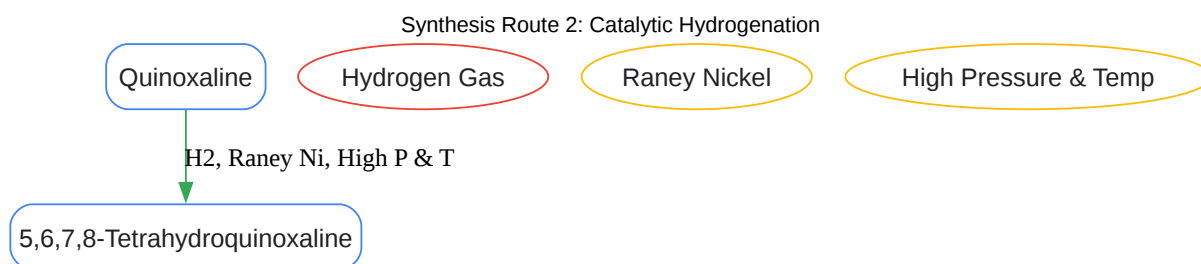 Synthesis Route 2: Catalytic Hydrogenation
Quinoxaline
Hydrogen Gas
Raney Nickel
High Pressure & Temp
H2, Raney Ni, High P & T
5,6,7,8-Tetrahydroquinoxaline